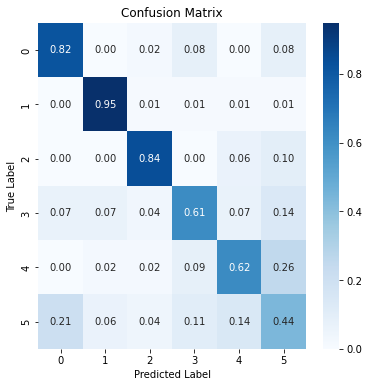 Confusion Matrix
0 0.82 0.00 0.02 0.08 0.00 0.08
1 0.00 0.95 0.01 0.01 0.01 0.01
2 0.00 0.00 0.84 0.00 0.06 0.10
3 0.07 0.07 0.04 0.61 0.07 0.14
4 0.00 0.02 0.02 0.09 0.62 0.26
5 0.21 0.06 0.04 0.11 0.14 0.44
0 1 2 3 4 5
Predicted Label
True Label
0.8
0.6
0.4
0.2
0.0